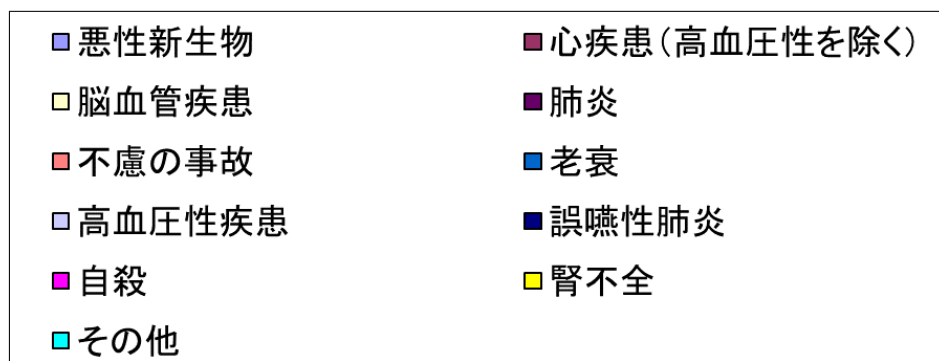 悪性新生物 心疾患(高血圧性を除く)
脳血管疾患 肺炎
不慮の事故 老衰
高血圧性疾患 誤嚥性肺炎
自殺 腎不全
その他